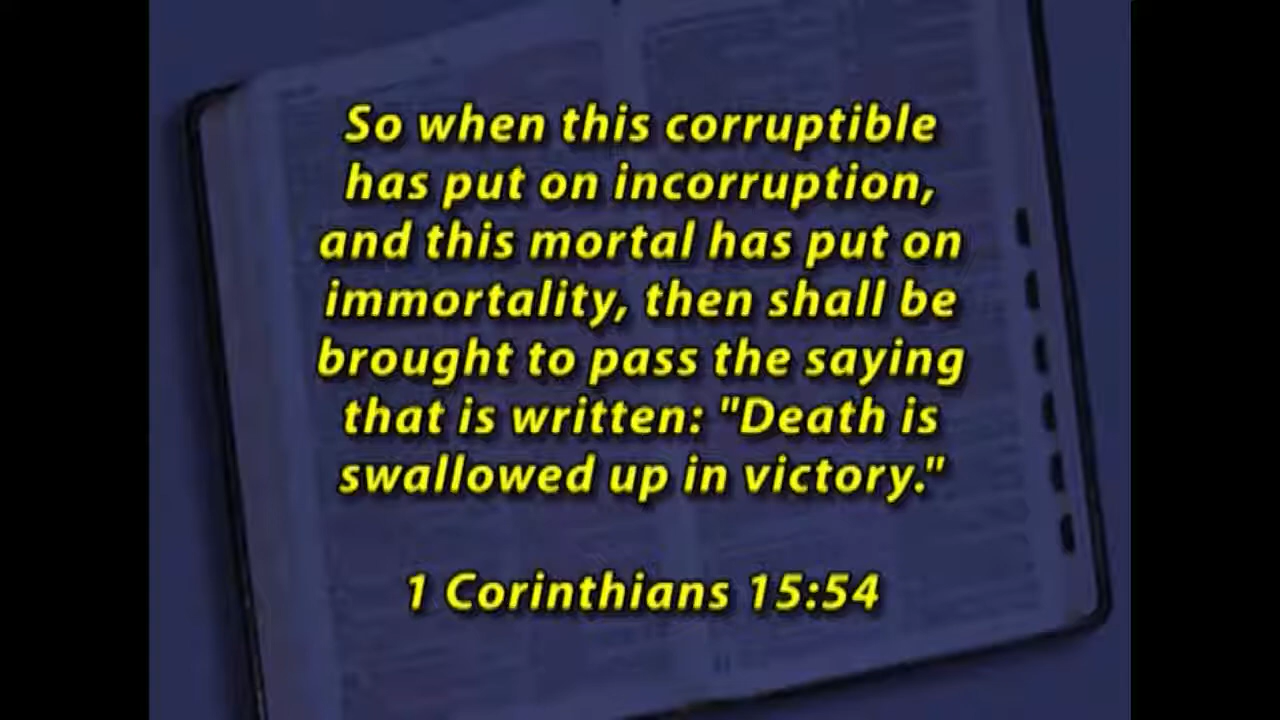 So when this corruptible
has put on incorruption,
and this mortal has put on
immortality, then shall be
brought to pass the saying
that is written: "Death is
swallowed up in victory."
1 Corinthians 15:54